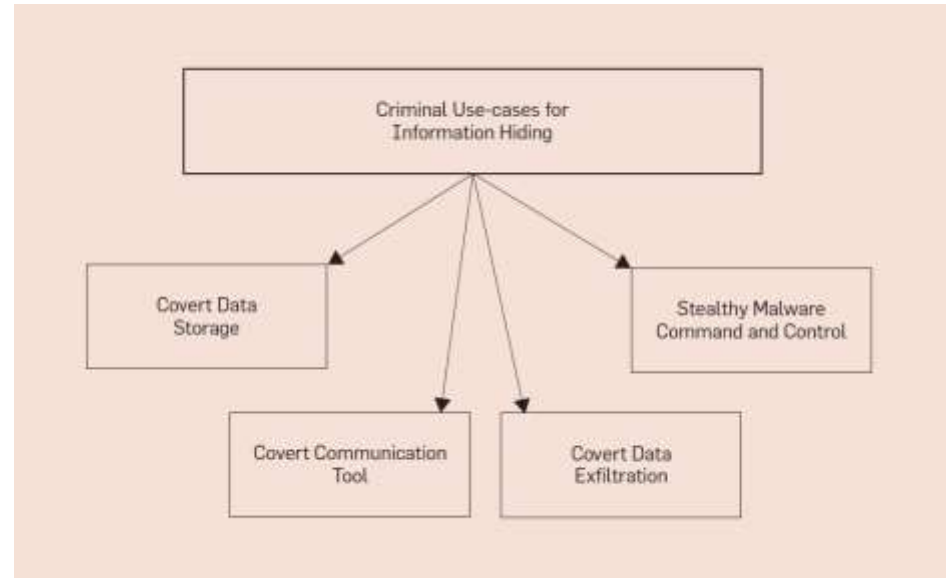 Criminal Use-cases for
Information Hiding
Covert Data
Storage
Stealthy Malware
Command and Control
Covert Communication
Tool
Covert Data
Exfiltration